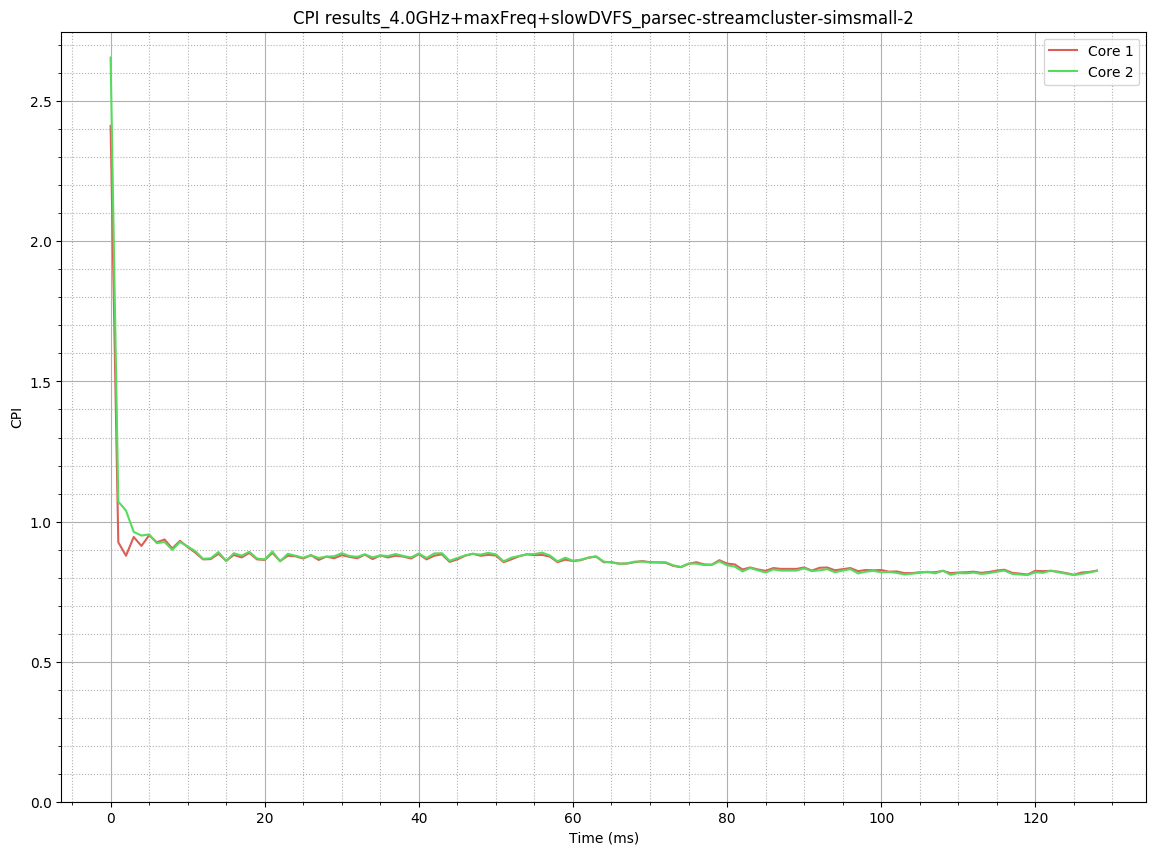 CPI results_4.0GHz+maxFreq+slowDVFS_parsec-streamcluster-simsmall-2
Core 1
Core 2
CPI
2.5
2.0
1.5
1.0
0.5
0.0
0 20 40 60 80 100 120
Time (ms)